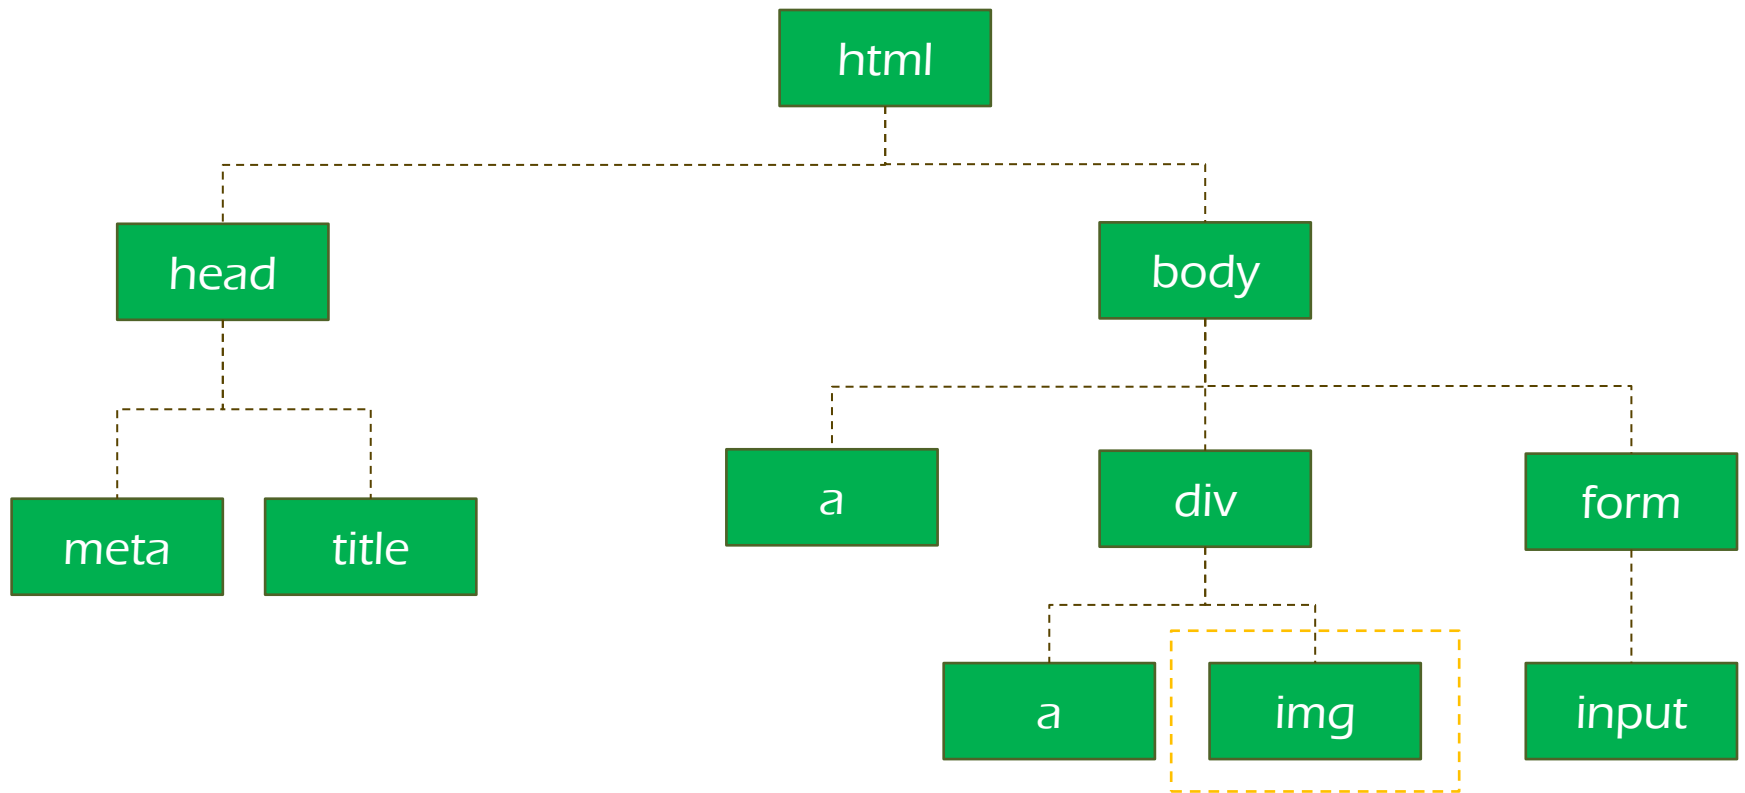 html
head
body
a
div
form
meta
title
a
img
input